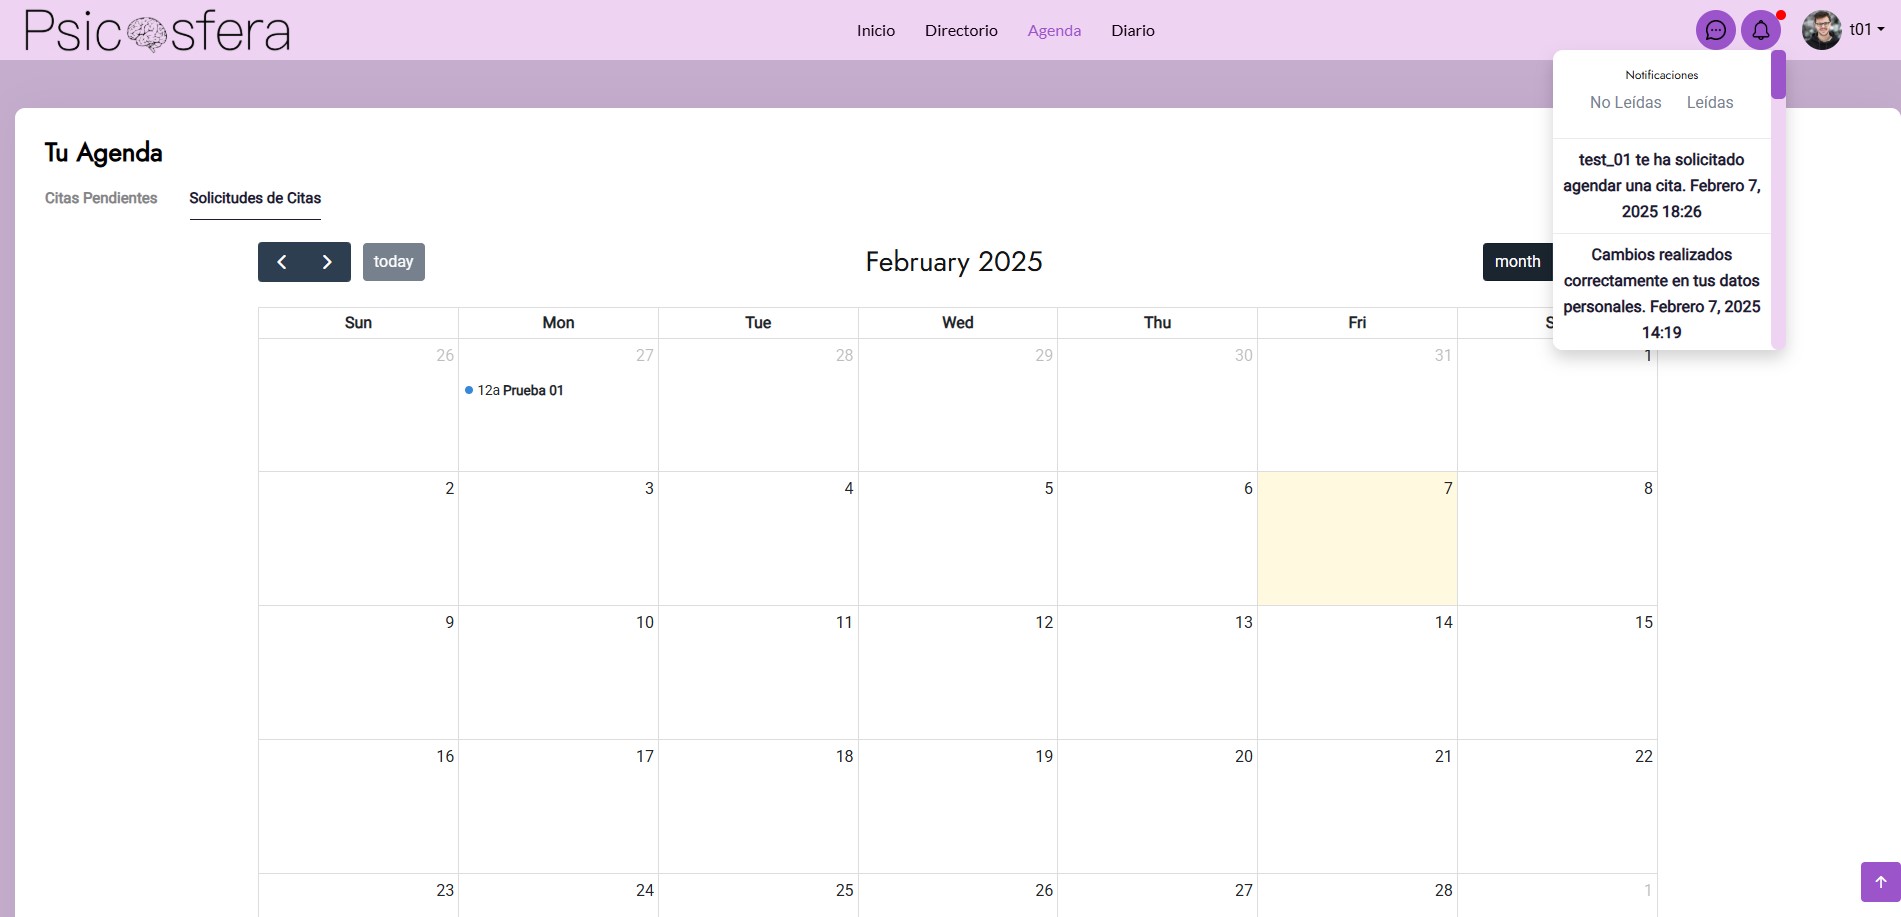 Psicosfera
Inicio Directorio Agenda Diario
t01
Notificaciones
No Leídas Leídas
test_01 te ha solicitado
agendar una cita. Febrero 7,
2025 18:26
Cambios realizados
correctamente en tus datos
personales. Febrero 7, 2025
14:19
Tu Agenda
Citas Pendientes Solicitudes de Citas
today
February 2025
month
Sun Mon Tue Wed Thu Fri
26 27 28 29 30 31 1
12a Prueba 01
2 3 4 5 6 7 8
9 10 11 12 13 14 15
16 17 18 19 20 21 22
23 24 25 26 27 28 1